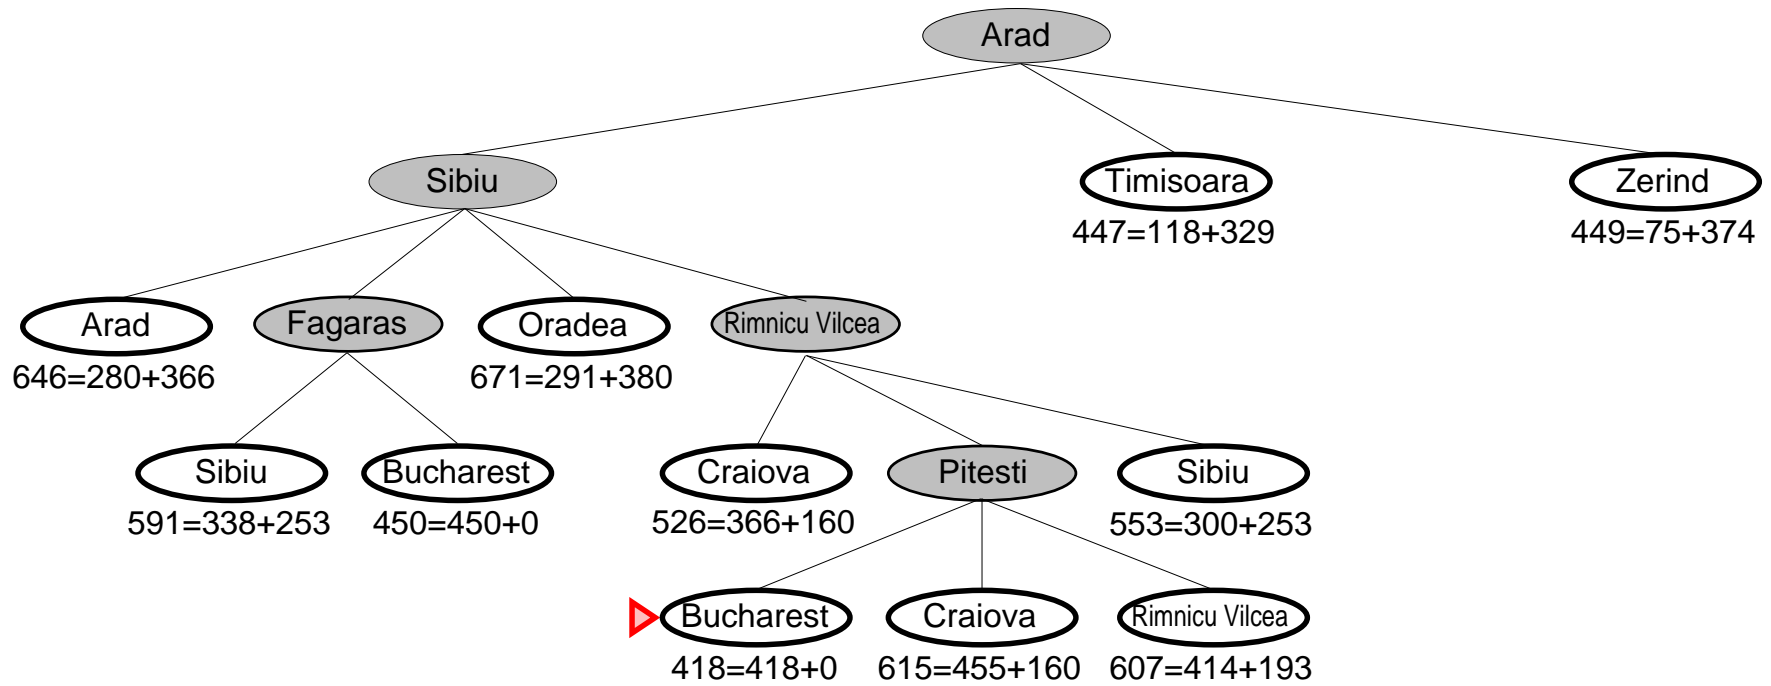 Arad
Sibiu
Timisoara
Zerind
447=118+329
449=75+374
Arad
Fagaras
Oradea
Rimnicu Vilcea
646=280+366
671=291+380
Sibiu
Bucharest
Craiova
Pitesti
Sibiu
591=338+253
450=450+0
526=366+160
553=300+253
Bucharest
Craiova
Rimnicu Vilcea
418=418+0
615=455+160
607=414+193